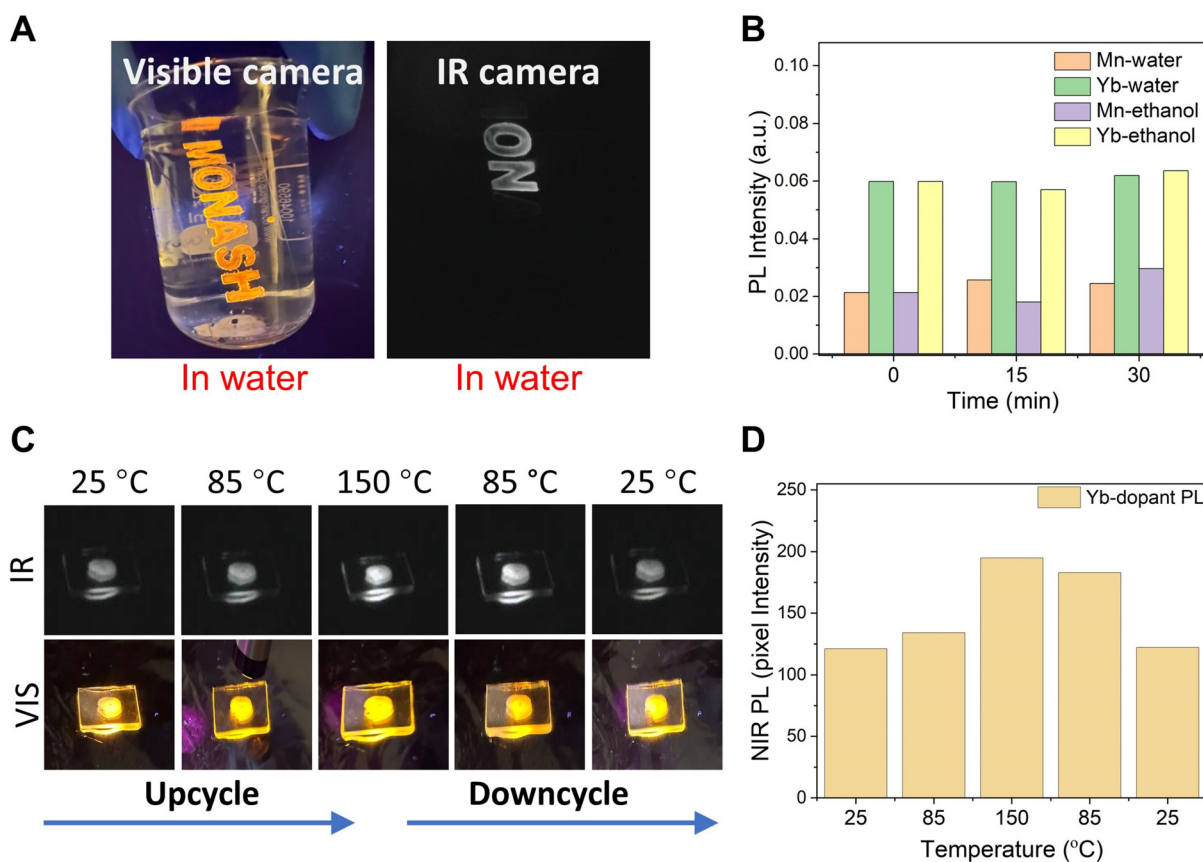 A
Visible camera
IR camera
MONASH
ON
In water
In water
B
Mn-water
Yb-water
Mn-ethanol
Yb-ethanol
PL Intensity (a.u.)
0.10
0.08
0.06
0.04
0.02
0.00
0
15
30
Time (min)
C
25 °C
85 °C
150 °C
85 °C
25 °C
IR
VIS
Upcycle
Downcycle
D
Yb-dopant PL
NIR PL (pixel Intensity)
250
200
150
100
50
0
25
85
150
85
25
Temperature (°C)